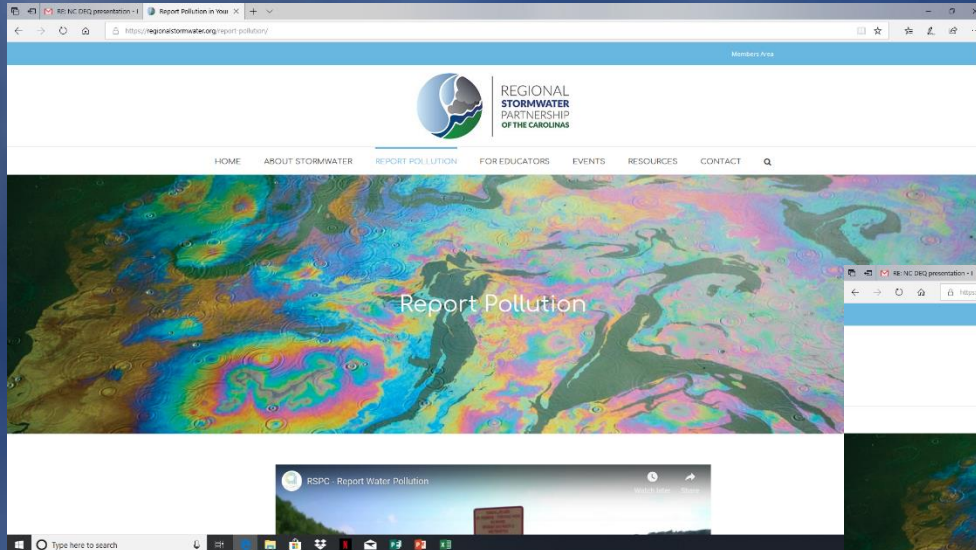 RE: NC DEQ presentation - I
Report Pollution in Your
https://regionalstormwater.org/report-pollution/
Members Area
REGIONAL
STORMWATER
PARTNERSHIP
OF THE CAROLINAS
HOME ABOUT STORMWATER REPORT POLLUTION FOR EDUCATORS EVENTS RESOURCES CONTACT
Report Pollution
RE: NC DEQ presentation - I
https:
RSPC - Report Water Pollution
Watch later Share
Type here to search